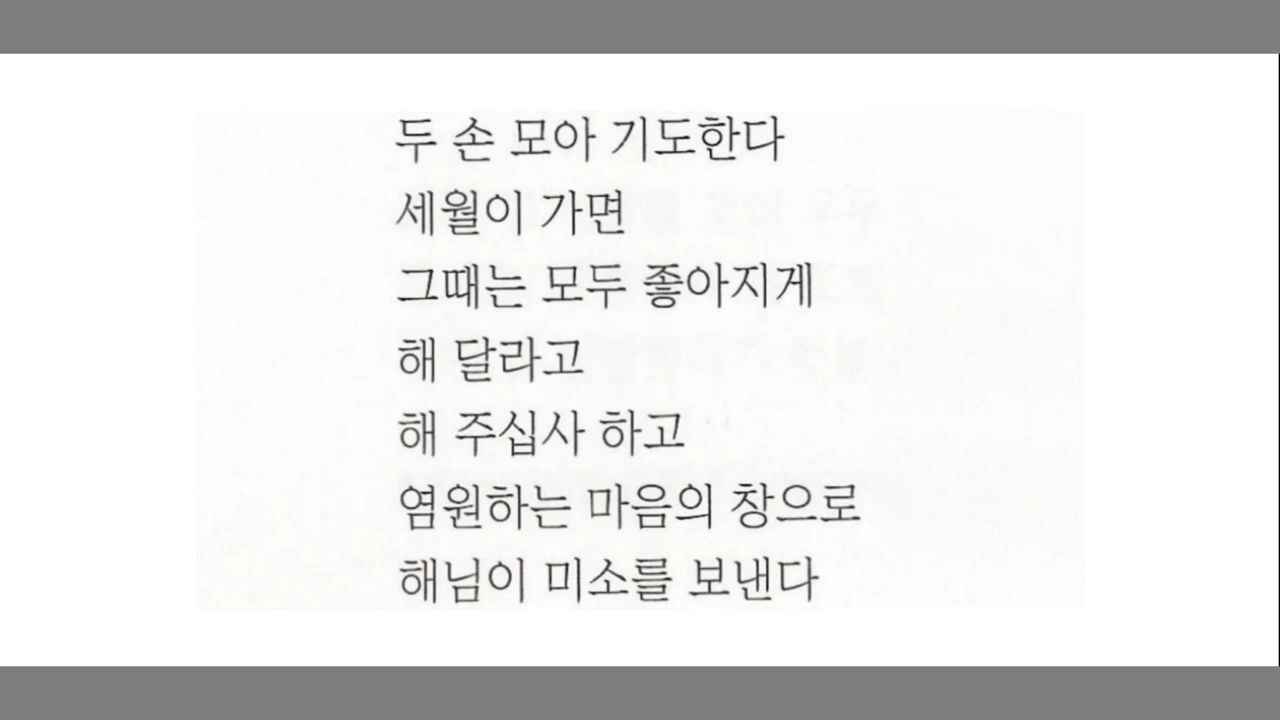 두 손 모아 기도한다
세월이 가면
그때는 모두 좋아지게
해 달라고
해 주십사 하고
염원하는 마음의 창으로
해님이 미소를 보낸다